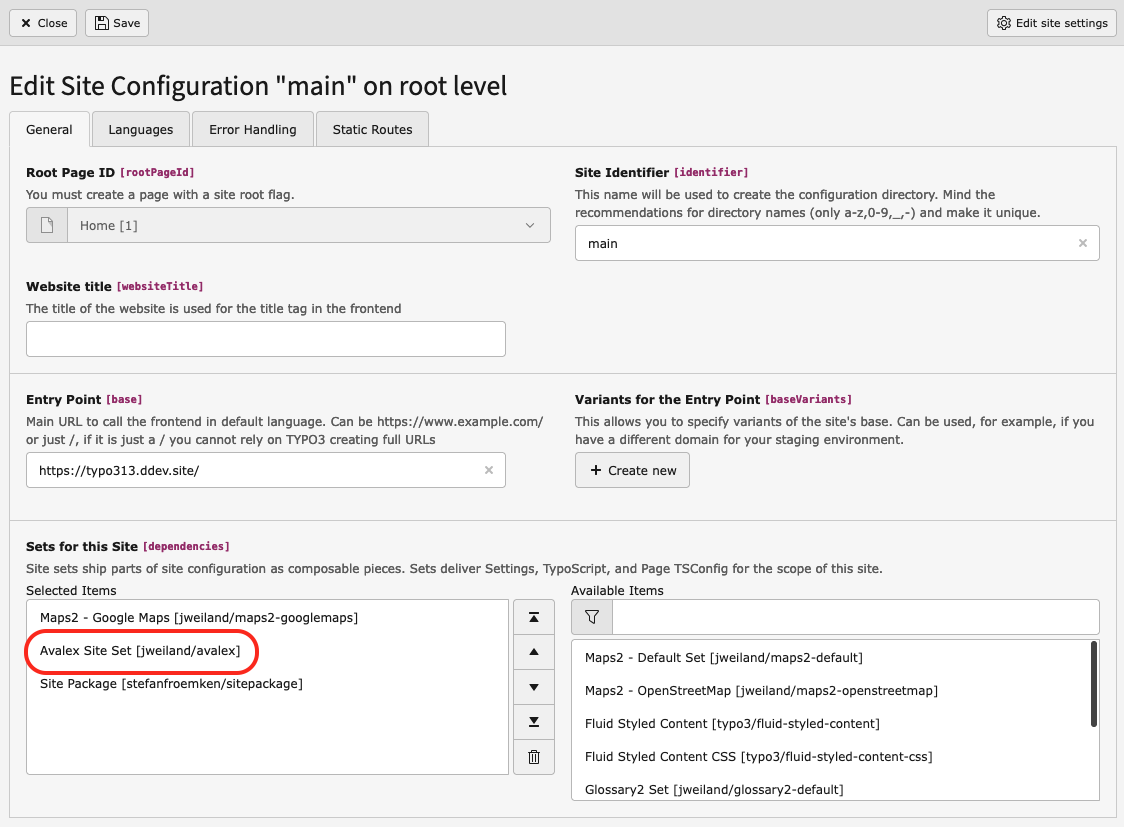 Close
Save
Edit site settings
Edit Site Configuration "main" on root level
General
Languages
Error Handling
Static Routes
Root Page ID [rootPageId]
You must create a page with a site root flag.
Home [1]
Site Identifier [identifier]
This name will be used to create the configuration directory. Mind the
recommendations for directory names (only a-z,0-9,_,-) and make it unique.
main
Website title [websiteTitle]
The title of the website is used for the title tag in the frontend
Entry Point [base]
Main URL to call the frontend in default language. Can be https://www.example.com/
or just /, if it is just a / you cannot rely on TYPO3 creating full URLs
https://typo313.ddev.site/
Variants for the Entry Point [baseVariants]
This allows you to specify variants of the site's base. Can be used, for example, if you
have a different domain for your staging environment.
Create new
Sets for this Site [dependencies]
Site sets ship parts of site configuration as composable pieces. Sets deliver Settings, TypoScript, and Page TSConfig for the scope of this site.
Selected Items
Maps2 - Google Maps [jweiland/maps2-googlemaps]
Avalex Site Set [jweiland/avalex]
Site Package [stefanfroemken/sitepackage]
Available Items
Maps2 - Default Set [jweiland/maps2-default]
Maps2 - OpenStreetMap [jweiland/maps2-openstreetmap]
Fluid Styled Content [typo3/fluid-styled-content]
Fluid Styled Content CSS [typo3/fluid-styled-content-css]
Glossary2 Set [jweiland/glossary2-default]